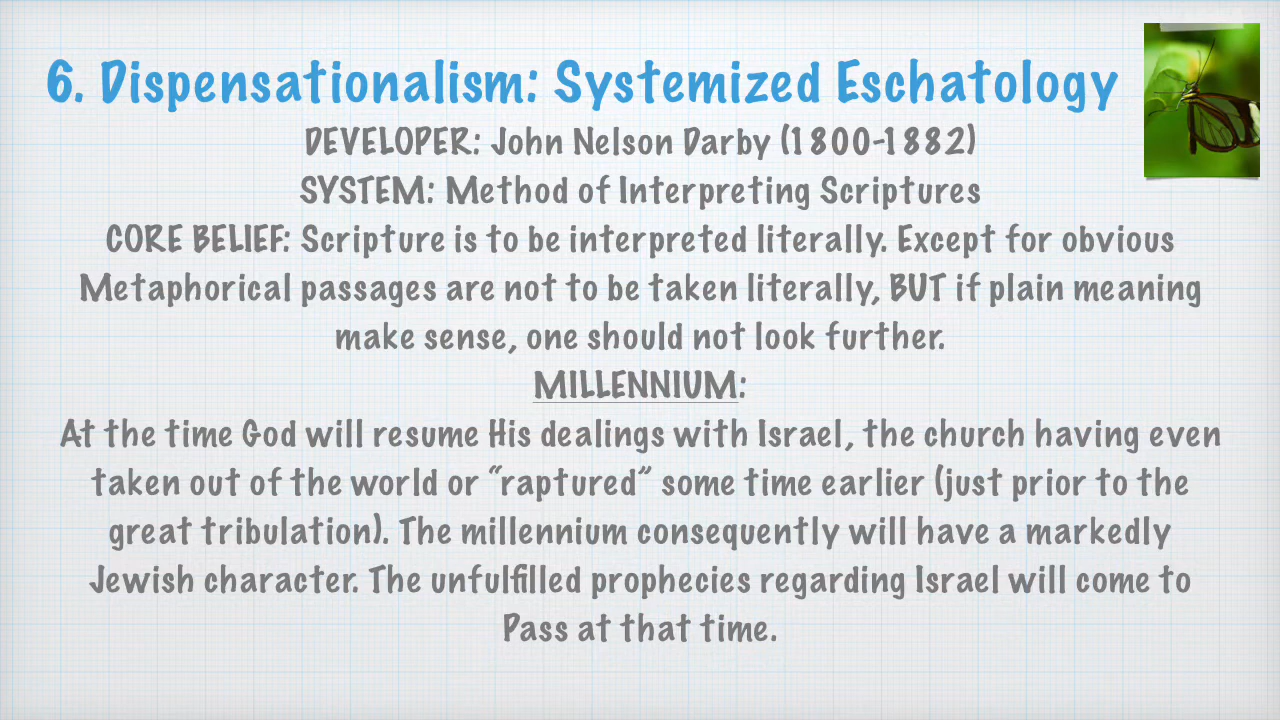 6. Dispensationalism: Systemized Eschatology
DEVELOPER: John Nelson Darby (1800-1882)
SYSTEM: Method of Interpreting Scriptures
CORE BELIEF: Scripture is to be interpreted literally. Except for obvious
Metaphorical passages are not to be taken literally, BUT if plain meaning
make sense, one should not look further.
MILLENNIUM:
At the time God will resume His dealings with Israel, the church having even
taken out of the world or “raptured” some time earlier (just prior to the
great tribulation). The millennium consequently will have a markedly
Jewish character. The unfulfilled prophecies regarding Israel will come to
Pass at that time.